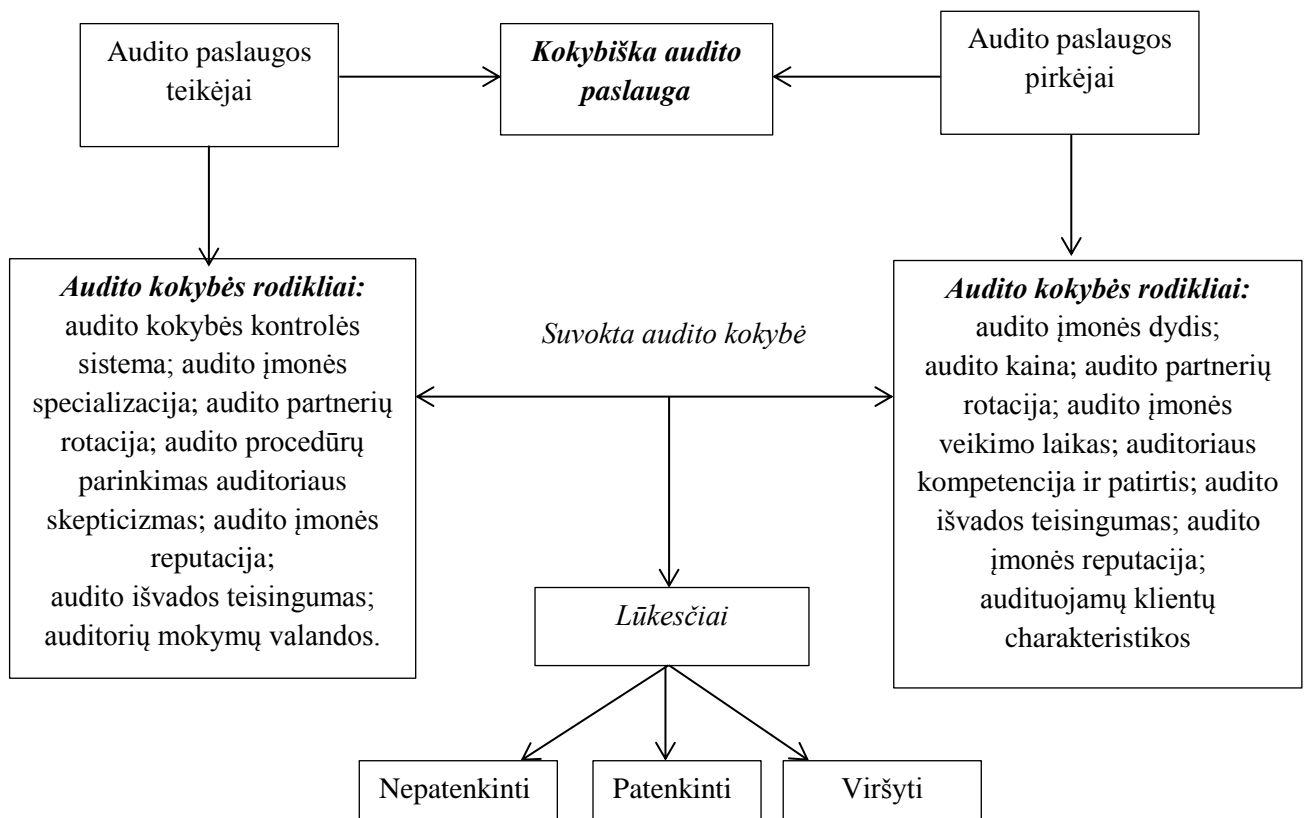 Audito paslaugos
teikėjai
Kokybiška audito
paslauga
Audito paslaugos
pirkėjai
Audito kokybės rodikliai:
audito kokybės kontrolės
sistema; audito įmonės
specializacija; audito partnerių
rotacija; audito procedūrų
parinkimas auditoriaus
skepticizmas; audito įmonės
reputacija;
audito išvados teisingumas;
auditorių mokymų valandos.
Suvokta audito kokybė
Audito kokybės rodikliai:
audito įmonės dydis;
audito kaina; audito partnerių
rotacija; audito įmonės
veikimo laikas; auditoriaus
kompetencija ir patirtis; audito
išvados teisingumas; audito
įmonės reputacija;
audituojamų klientų
charakteristikos
Lūkesčiai
Nepatenkinti
Patenkinti
Viršyti